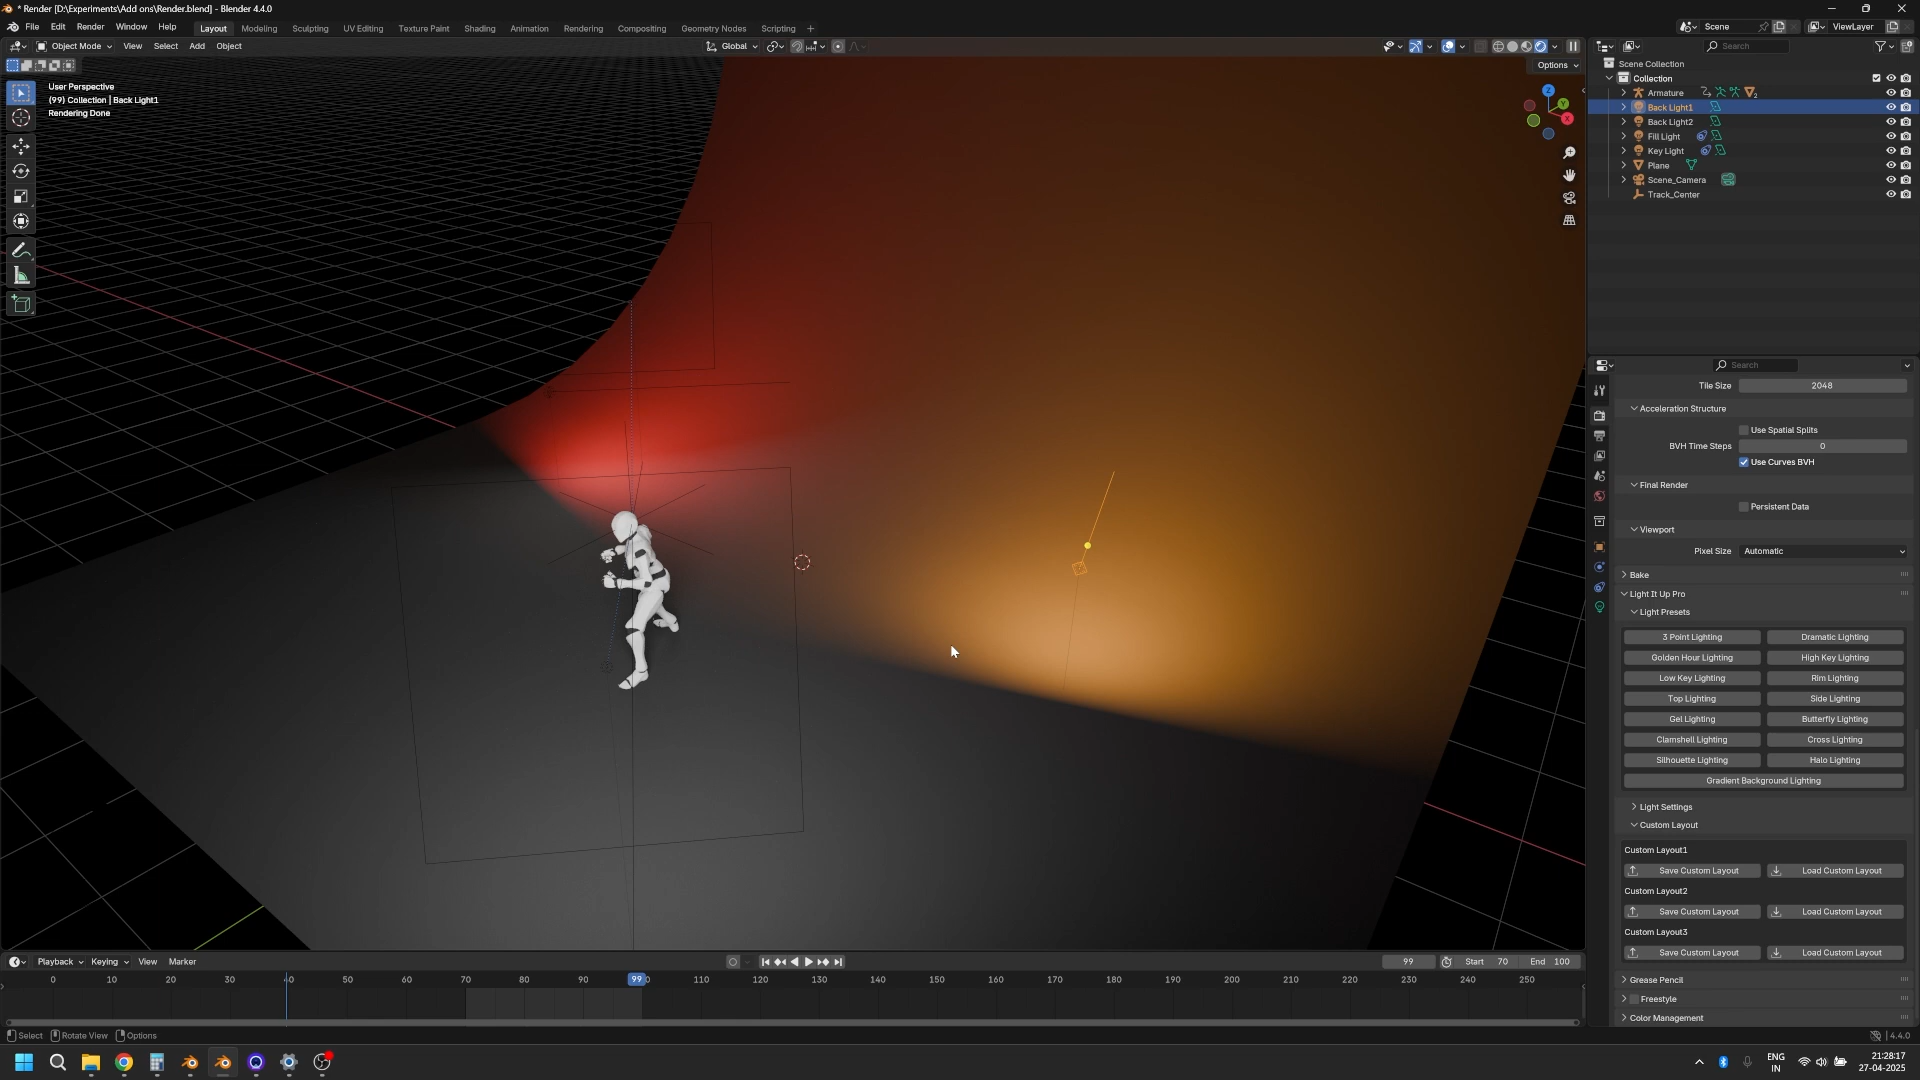 * Render [D:\Experiments\Add ons\Render.blend] - Blender 4.4.0
File Edit Render Window Help Layout Modeling Sculpting UV Editing Texture Paint Shading Animation Rendering Compositing Geometry Nodes Scripting + Scene ViewLayer
Object Mode View Select Add Object Global Search
Options
User Perspective
(99) Collection | Back Light1
Rendering Done
Z
Y
X
Scene Collection
Collection
Armature
Back Light1
Back Light2
Fill Light
Key Light
Plane
Scene_Camera
Track_Center
Search
Tile Size 2048
Acceleration Structure
Use Spatial Splits
BVH Time Steps 0
Use Curves BVH
Final Render
Persistent Data
Viewport
Pixel Size Automatic
Bake
Light It Up Pro
Light Presets
3 Point Lighting Dramatic Lighting
Golden Hour Lighting High Key Lighting
Low Key Lighting Rim Lighting
Top Lighting Side Lighting
Gel Lighting Butterfly Lighting
Clamshell Lighting Cross Lighting
Silhouette Lighting Halo Lighting
Gradient Background Lighting
Light Settings
Custom Layout
Custom Layout1
Save Custom Layout Load Custom Layout
Custom Layout2
Save Custom Layout Load Custom Layout
Custom Layout3
Save Custom Layout Load Custom Layout
Grease Pencil
Freestyle
Color Management
Playback Keying View Marker 99 Start 70 End 100
0 10 20 30 40 50 60 70 80 90 99 110 120 130 140 150 160 170 180 190 200 210 220 230 240 250
Select Rotate View Options 4.4.0
ENG
IN
21:28:17
27-04-2025